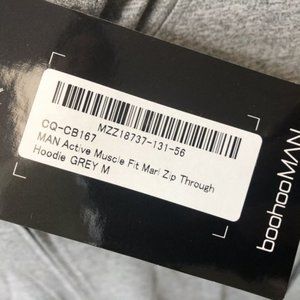 MZZ18737-131-56
CQ-CB167
MAN Active Muscle Fit Marl Zip Through
Hoodie GREY M
boohooMAN